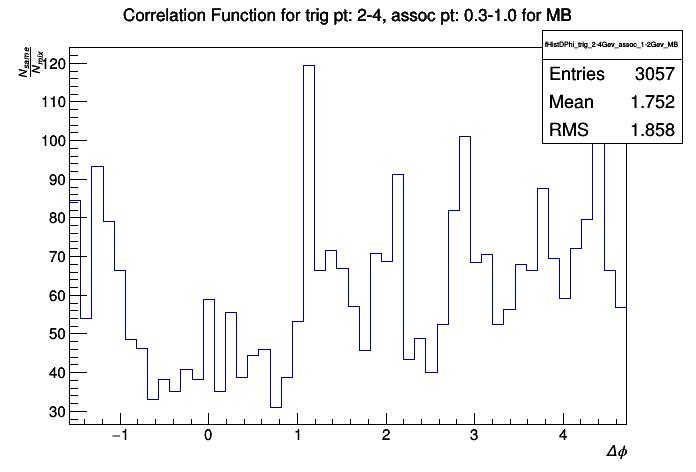 Correlation Function for trig pt: 2-4, assoc pt: 0.3-1.0 for MB
fHistDPhi_trig_2-4Gev_assoc_1-2Gev_MB
Entries 3057
Mean 1.752
RMS 1.858
N_same/N_mix
120
110
100
90
80
70
60
50
40
30
−1 0 1 2 3 4
Δϕ